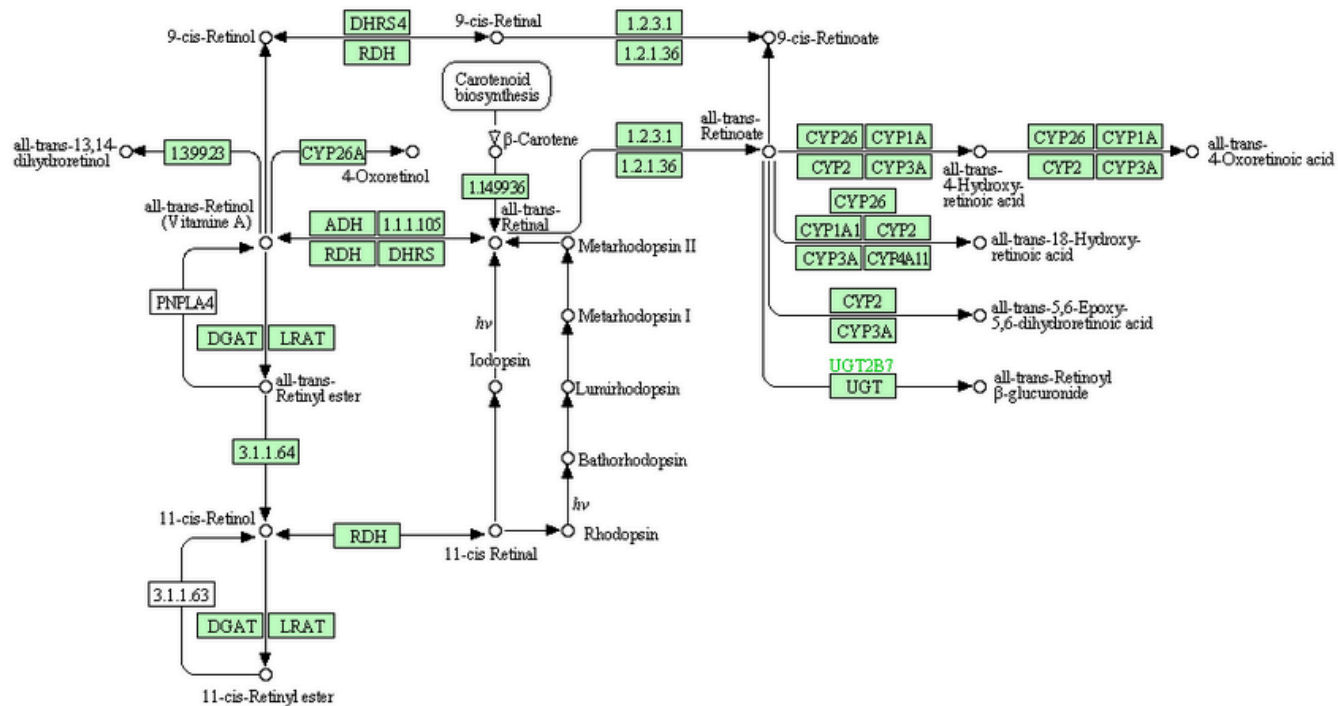 DHRS4
9-cis-Retinal
1.2.3.1
9-cis-Retinol
9-cis-Retinoate
RDH
1.2.1.36
Carotenoid
biosynthesis
all-trans-
Retinoate
β-Carotene
1.2.3.1
1.2.1.36
CYP26
CYP1A
CYP2
CYP3A
CYP26
CYP1A
CYP2
CYP3A
all-trans-
4-Oxoretinoic acid
all-trans-13,14-
dihydroretinol
1.3.99.23
CYP26A
4-Oxoretinol
1.14.99.36
all-trans-
4-Hydroxy-
retinoic acid
all-trans-Retinol
(Vitamine A)
all-trans-
Retinal
ADH
1.1.1.105
RDH
DHRS
Metarhodopsin II
CYP26
CYP1A1
CYP2
CYP3A
CYP4A11
all-trans-18-Hydroxy-
retinoic acid
PNPLA4
hν
Metarhodopsin I
CYP2
CYP3A
all-trans-5,6-Epoxy-
5,6-dihydroretinoic acid
DGAT
LRAT
Iodopsin
UGT2B7
UGT
all-trans-Retinoyl
β-glucuronide
all-trans-
Retinyl ester
Lumirhodopsin
3.1.1.64
Bathorhodopsin
hν
11-cis-Retinol
RDH
11-cis Retinal
Rhodopsin
3.1.1.63
DGAT
LRAT
11-cis-Retinyl ester